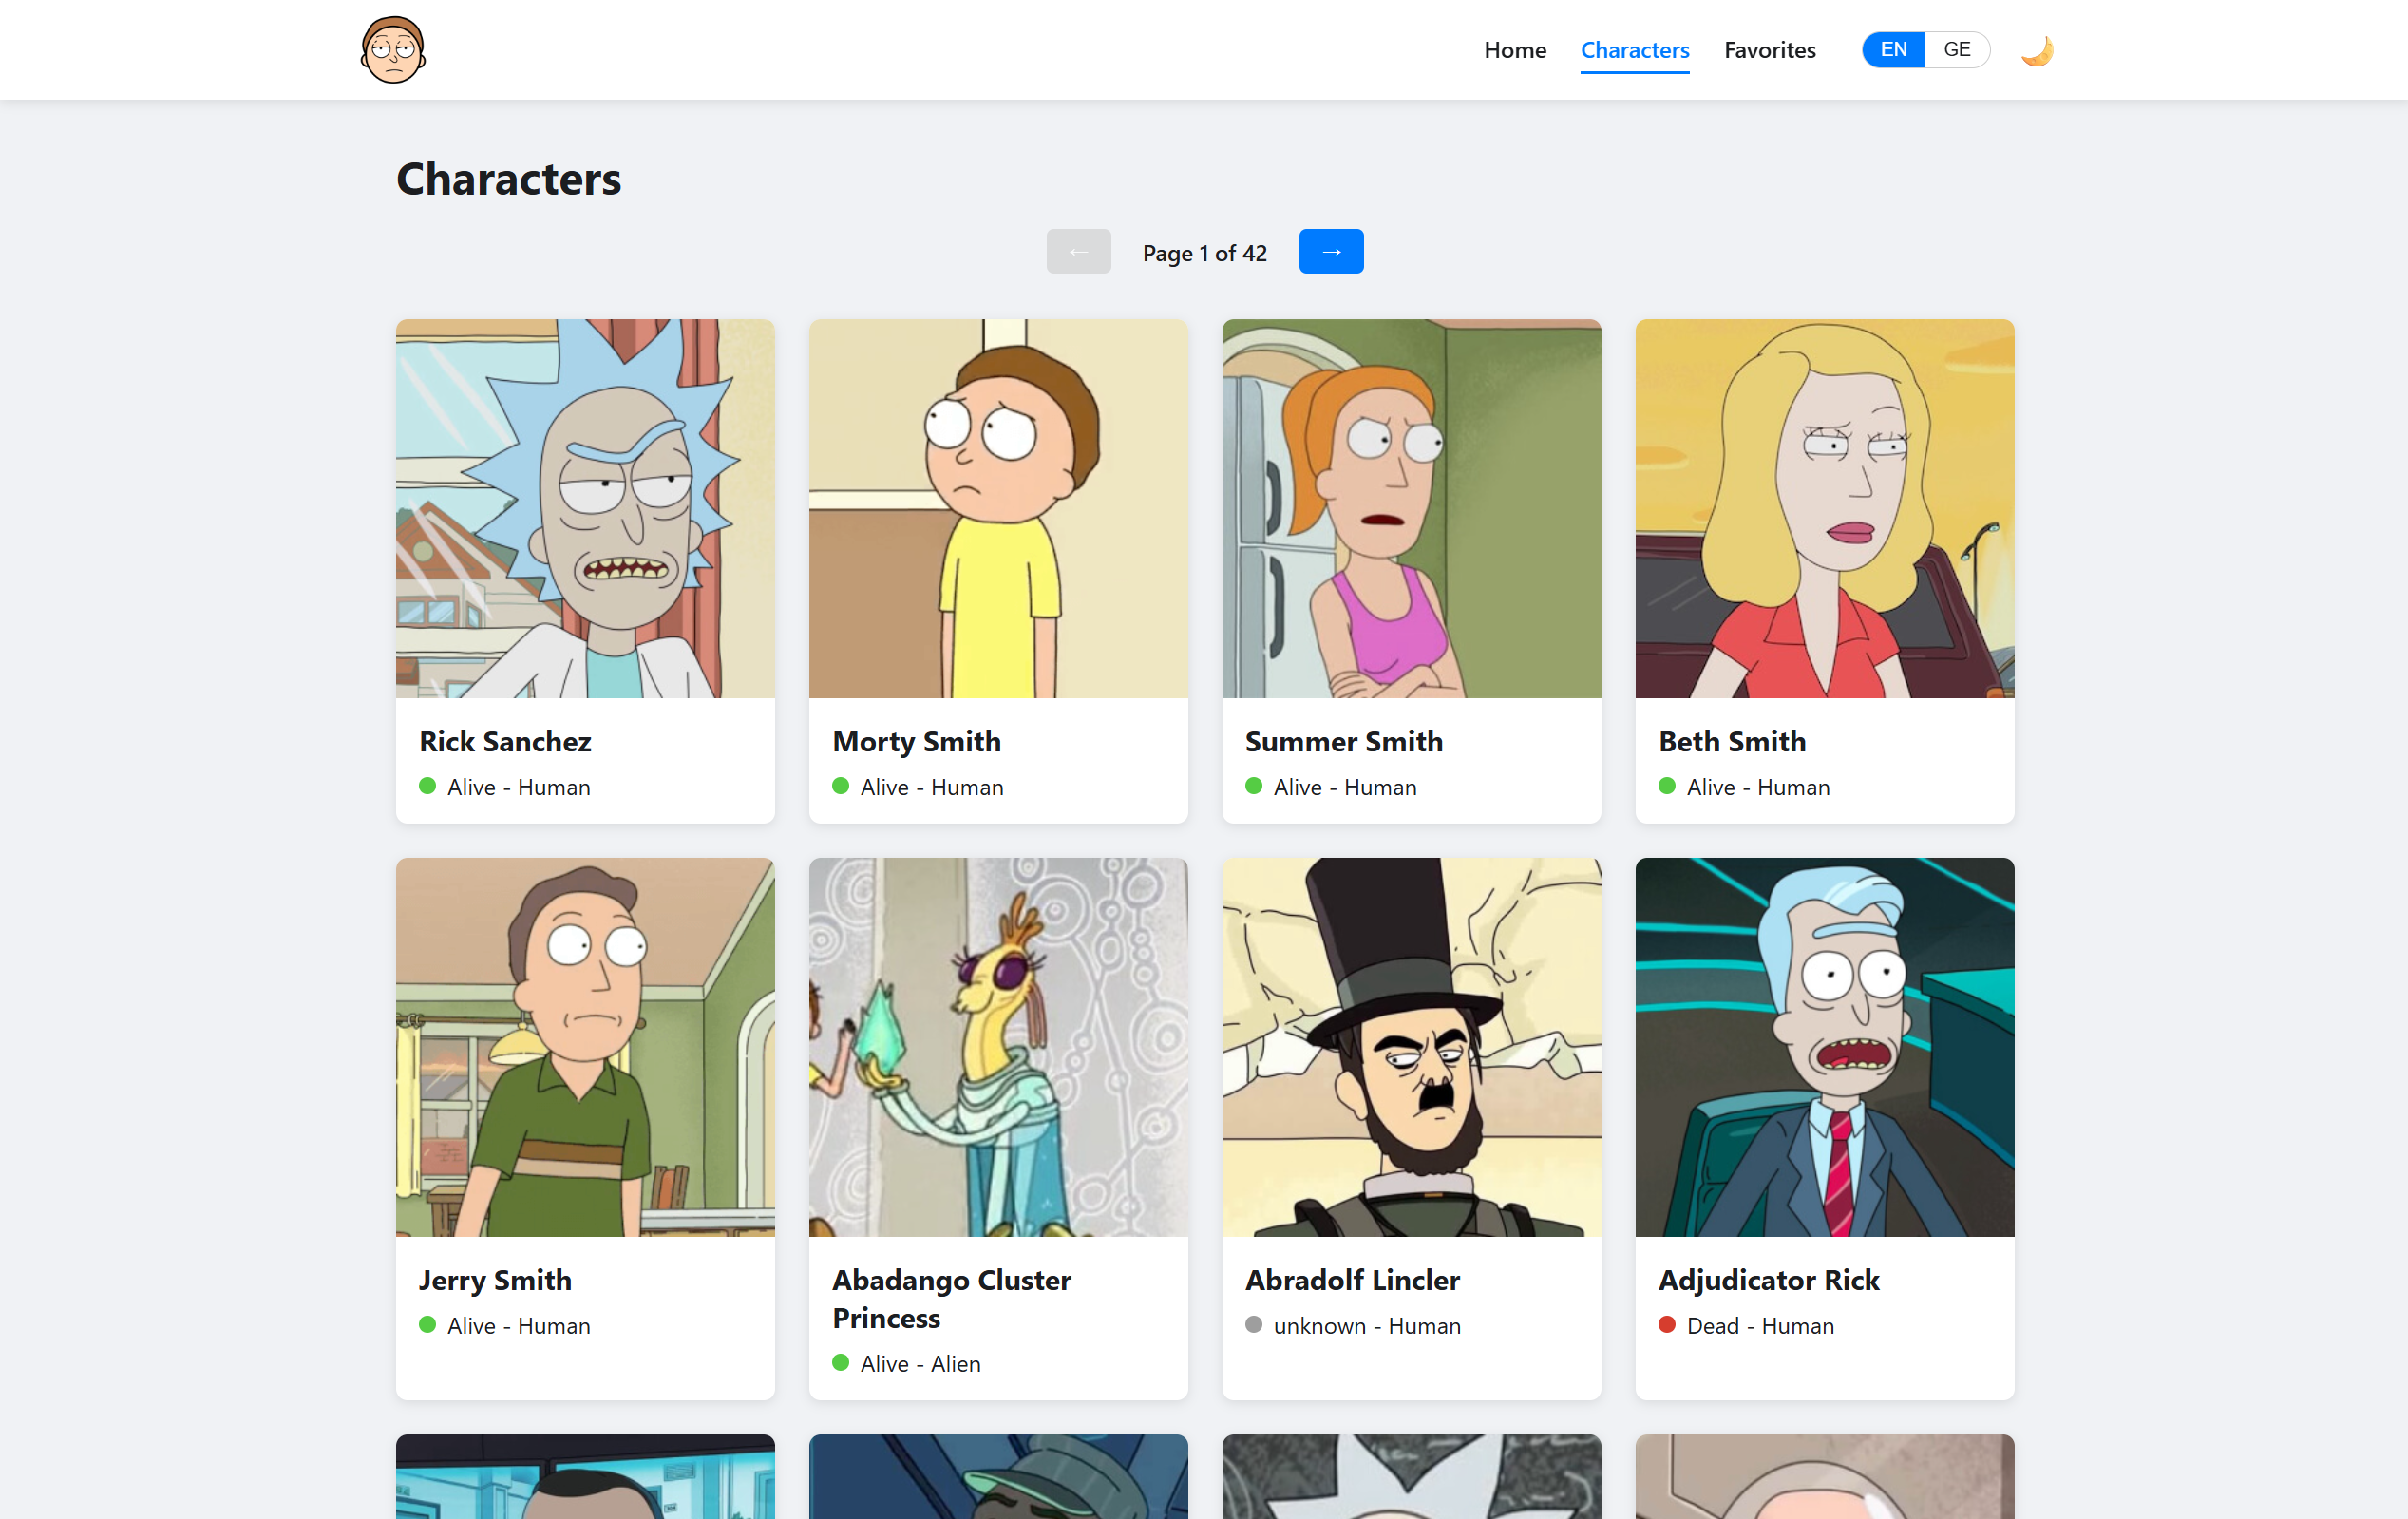 Home Characters Favorites EN GE
Characters
← Page 1 of 42 →
Rick Sanchez
Alive - Human
Morty Smith
Alive - Human
Summer Smith
Alive - Human
Beth Smith
Alive - Human
Jerry Smith
Alive - Human
Abadango Cluster
Princess
Alive - Alien
Abradolf Lincler
unknown - Human
Adjudicator Rick
Dead - Human